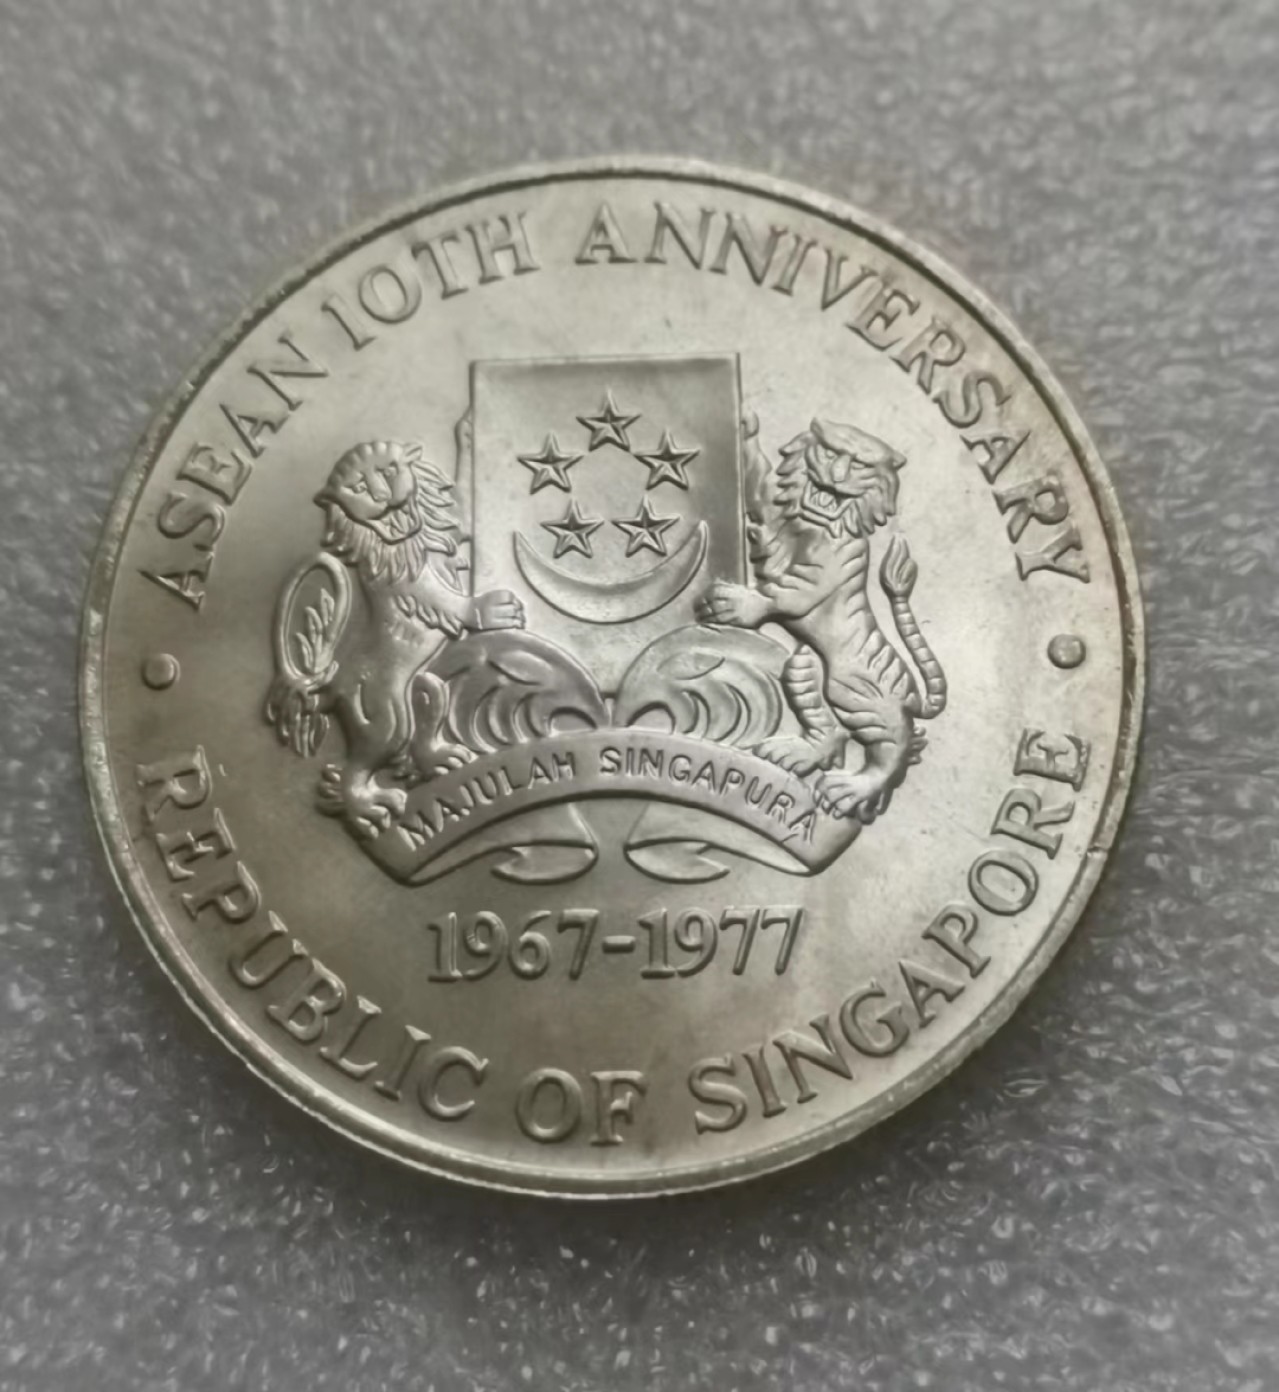 ASEAN 10TH ANNIVERSARY
MAJULAH SINGAPURA
1967-1977
REPUBLIC OF SINGAPORE